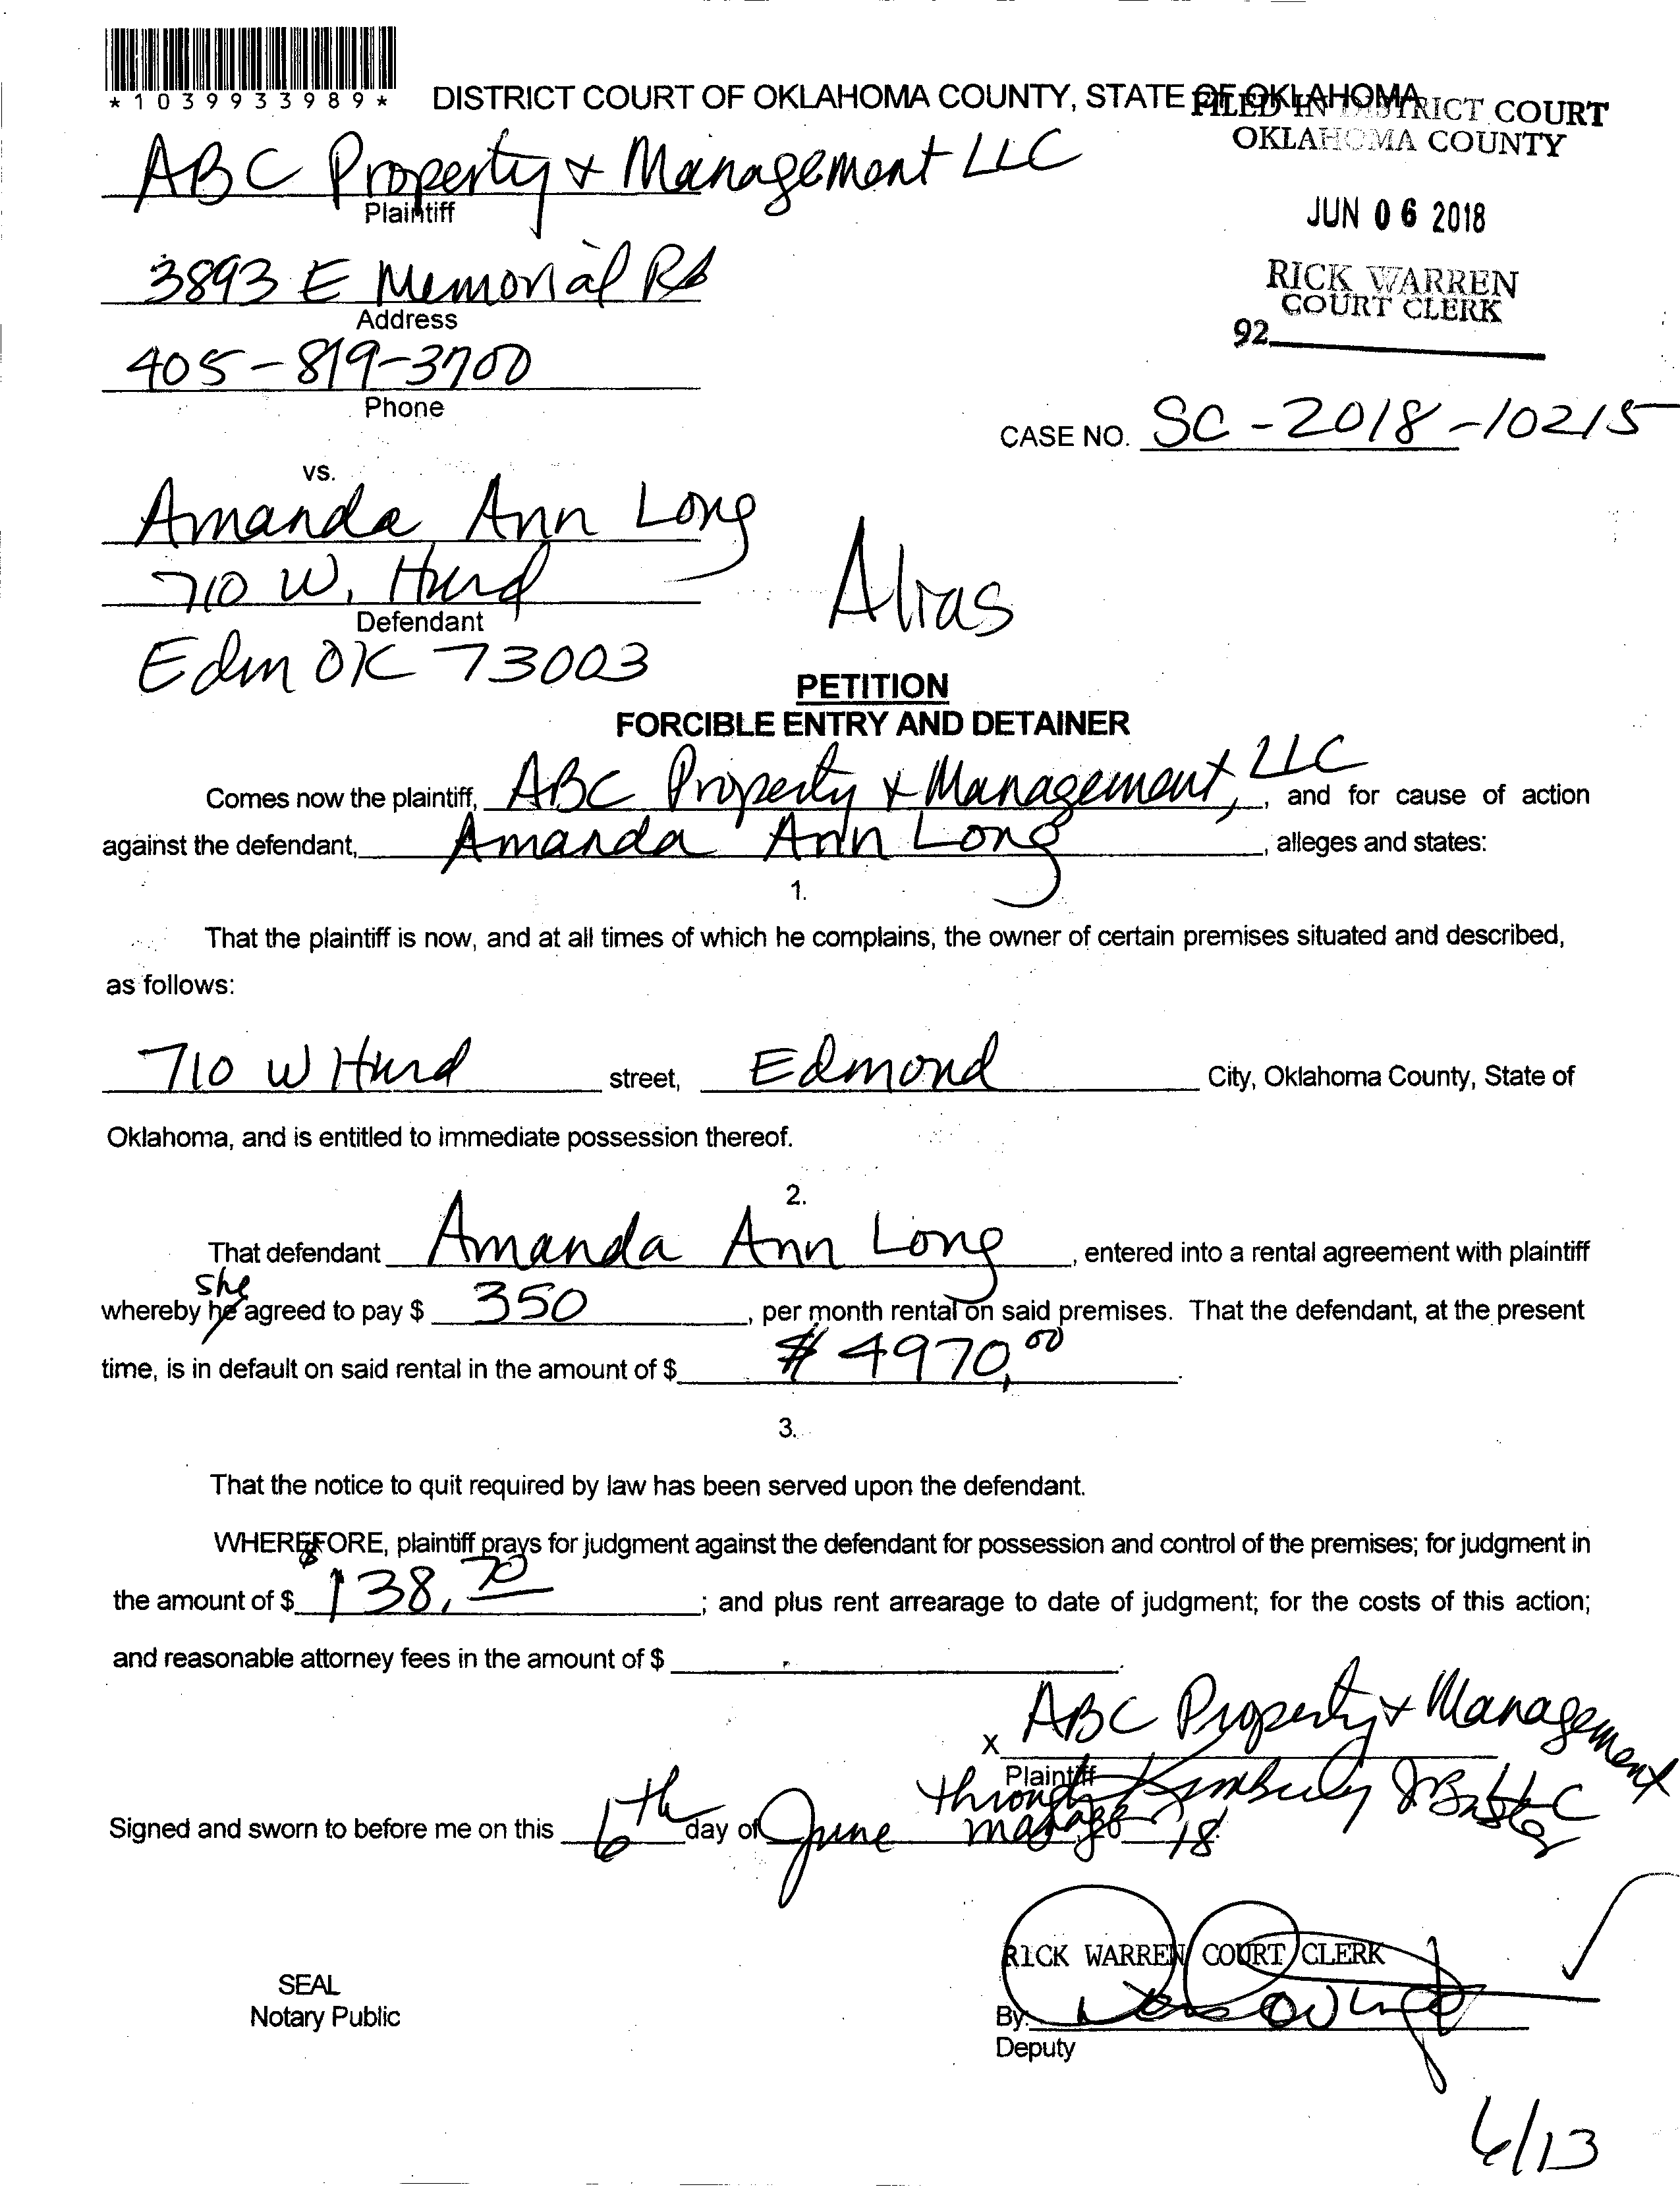 *1039933989*
DISTRICT COURT OF OKLAHOMA COUNTY, STATE OF OKLAHOMA
FILED IN DISTRICT COURT
OKLAHOMA COUNTY
ABC Property & Management LLC
Plaintiff
JUN 06 2018
3893 E Memorial Rd
Address
RICK WARREN
COURT CLERK
92
405-819-3700
Phone
CASE NO. SC-2018-10215
vs.
Amanda Ann Long
710 W. Hurd
Defendant
Alias
Edm OK 73003
PETITION
FORCIBLE ENTRY AND DETAINER
Comes now the plaintiff, ABC Property & Management, LLC, and for cause of action
against the defendant, Amanda Ann Long, alleges and states:
1.
That the plaintiff is now, and at all times of which he complains, the owner of certain premises situated and described,
as follows:
710 W Hurd street, Edmond City, Oklahoma County, State of
Oklahoma, and is entitled to immediate possession thereof.
2.
That defendant Amanda Ann Long, entered into a rental agreement with plaintiff
she
whereby he agreed to pay $ 350, per month rental on said premises. That the defendant, at the present
time, is in default on said rental in the amount of $ $ 4970.00.
3.
That the notice to quit required by law has been served upon the defendant.
WHEREFORE, plaintiff prays for judgment against the defendant for possession and control of the premises; for judgment in
the amount of $ 138.70; and plus rent arrearage to date of judgment; for the costs of this action;
and reasonable attorney fees in the amount of $.
X ABC Property & Management
Plaintiff
through Kimberly J
Signed and sworn to before me on this 6th day of June, 20 18.
RICK WARREN COURT CLERK
SEAL
Notary Public
By:
Deputy
6/13